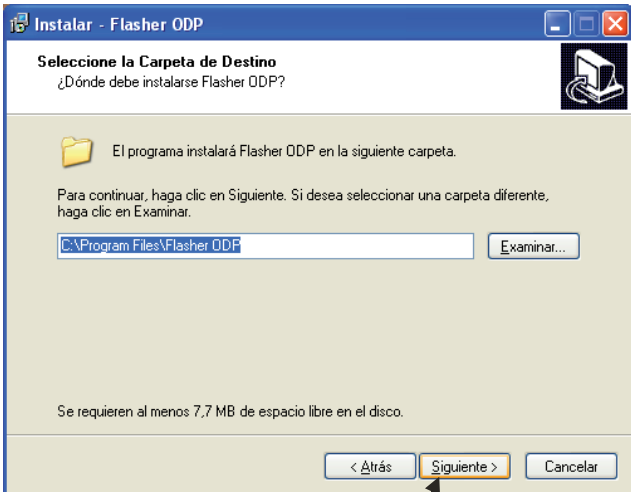 Instalar - Flasher ODP
Seleccione la Carpeta de Destino
¿Dónde debe instalarse Flasher ODP?
El programa instalará Flasher ODP en la siguiente carpeta.
Para continuar, haga clic en Siguiente. Si desea seleccionar una carpeta diferente,
haga clic en Examinar.
C:\Program Files\Flasher ODP
Examinar...
Se requieren al menos 7,7 MB de espacio libre en el disco.
< Atrás
Siguiente >
Cancelar